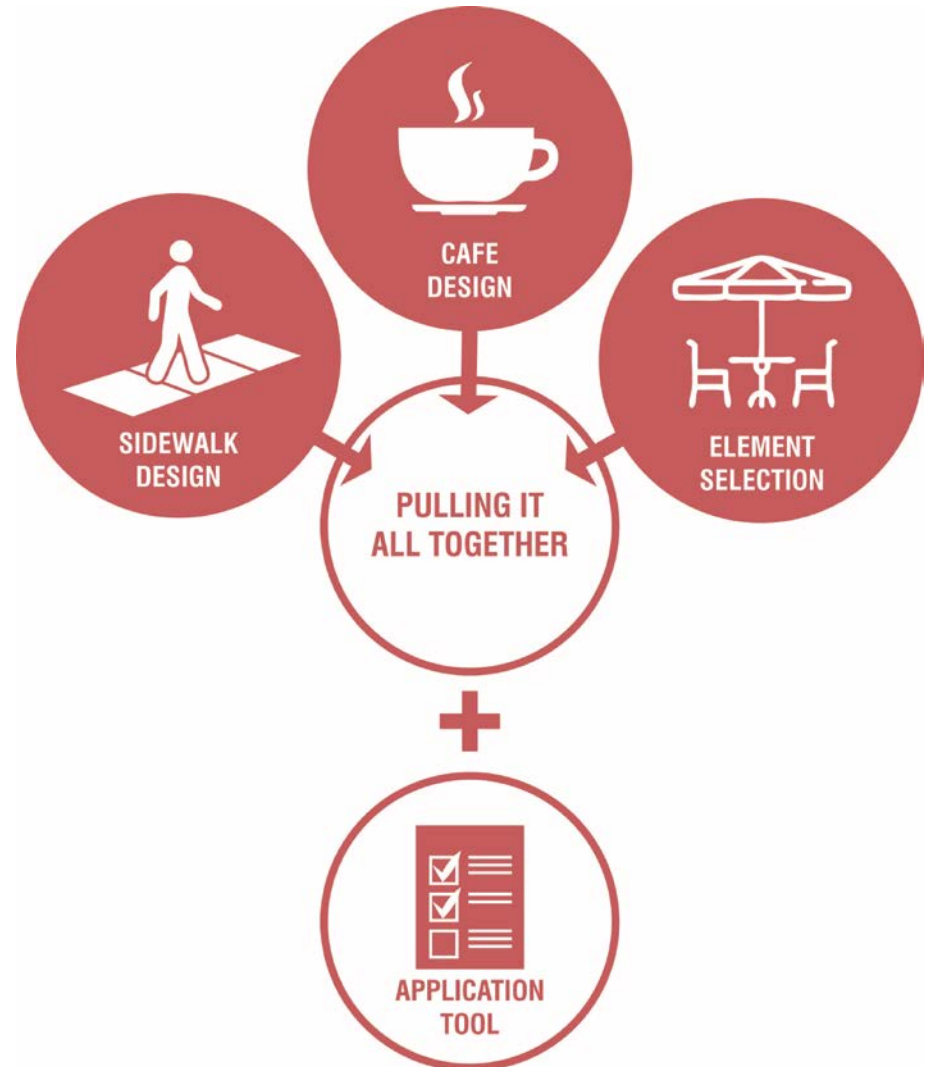 CAFE
DESIGN
SIDEWALK
DESIGN
ELEMENT
SELECTION
PULLING IT
ALL TOGETHER
APPLICATION
TOOL